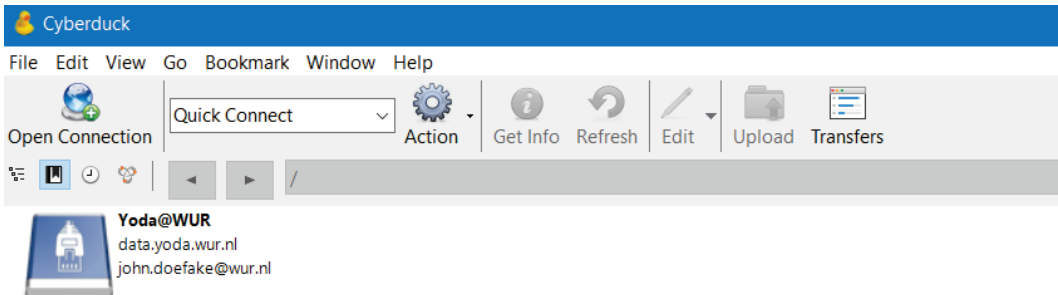 Cyberduck
File Edit View Go Bookmark Window Help
Quick Connect
Open Connection Action Get Info Refresh Edit Upload Transfers
/
Yoda@WUR
data.yoda.wur.nl
john.doefake@wur.nl